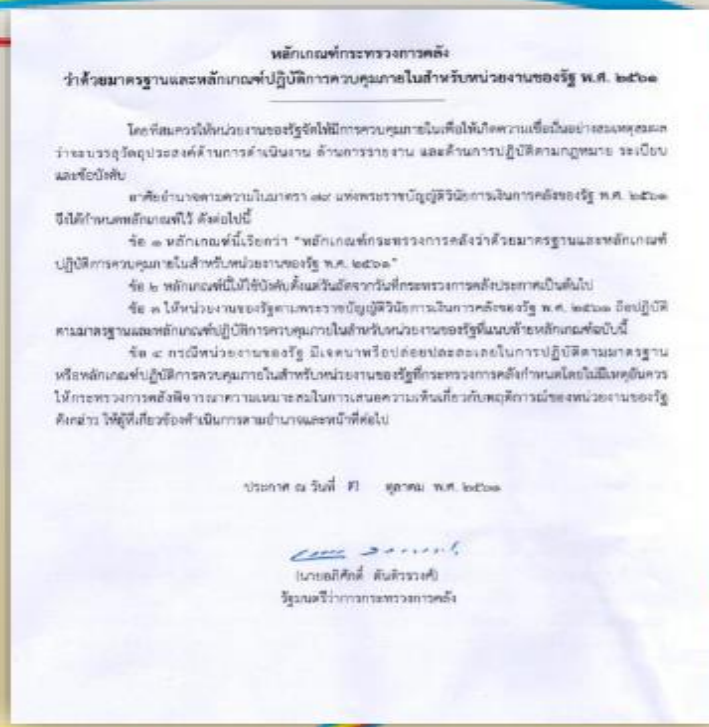 หลักเกณฑ์กระทรวงการคลัง
ว่าด้วยมาตรฐานและหลักเกณฑ์ปฏิบัติการควบคุมภายในสำหรับหน่วยงานของรัฐ พ.ศ. ๒๕๖๑
โดยที่สมควรให้หน่วยงานของรัฐจัดให้มีการควบคุมภายในเพื่อให้เกิดความเชื่อมั่นอย่างสมเหตุสมผล
ว่าจะบรรลุวัตถุประสงค์ด้านการดำเนินงาน ด้านการรายงาน และด้านการปฏิบัติตามกฎหมาย ระเบียบ
และข้อบังคับ
อาศัยอำนาจตามความในมาตรา ๗๙ แห่งพระราชบัญญัติวินัยการเงินการคลังของรัฐ พ.ศ. ๒๕๖๑
จึงได้กำหนดหลักเกณฑ์ไว้ ดังต่อไปนี้
ข้อ ๑ หลักเกณฑ์นี้เรียกว่า "หลักเกณฑ์กระทรวงการคลังว่าด้วยมาตรฐานและหลักเกณฑ์
ปฏิบัติการควบคุมภายในสำหรับหน่วยงานของรัฐ พ.ศ. ๒๕๖๑"
ข้อ ๒ หลักเกณฑ์นี้ให้ใช้บังคับตั้งแต่วันถัดจากวันที่กระทรวงการคลังประกาศเป็นต้นไป
ข้อ ๓ ให้หน่วยงานของรัฐตามพระราชบัญญัติวินัยการเงินการคลังของรัฐ พ.ศ. ๒๕๖๑ ถือปฏิบัติ
ตามมาตรฐานและหลักเกณฑ์ปฏิบัติการควบคุมภายในสำหรับหน่วยงานของรัฐที่แนบท้ายหลักเกณฑ์ฉบับนี้
ข้อ ๔ กรณีหน่วยงานของรัฐ มีเจตนาหรือปล่อยปละละเลยในการปฏิบัติตามมาตรฐาน
หรือหลักเกณฑ์ปฏิบัติการควบคุมภายในสำหรับหน่วยงานของรัฐที่กระทรวงการคลังกำหนดโดยไม่มีเหตุอันควร
ให้กระทรวงการคลังพิจารณาความเหมาะสมในการเสนอความเห็นเกี่ยวกับพฤติการณ์ของหน่วยงานของรัฐ
ดังกล่าว ให้ผู้ที่เกี่ยวข้องดำเนินการตามอำนาจและหน้าที่ต่อไป
ประกาศ ณ วันที่ ๓ ตุลาคม พ.ศ. ๒๕๖๑
(นายอภิศักดิ์ ตันติวรวงศ์)
รัฐมนตรีว่าการกระทรวงการคลัง